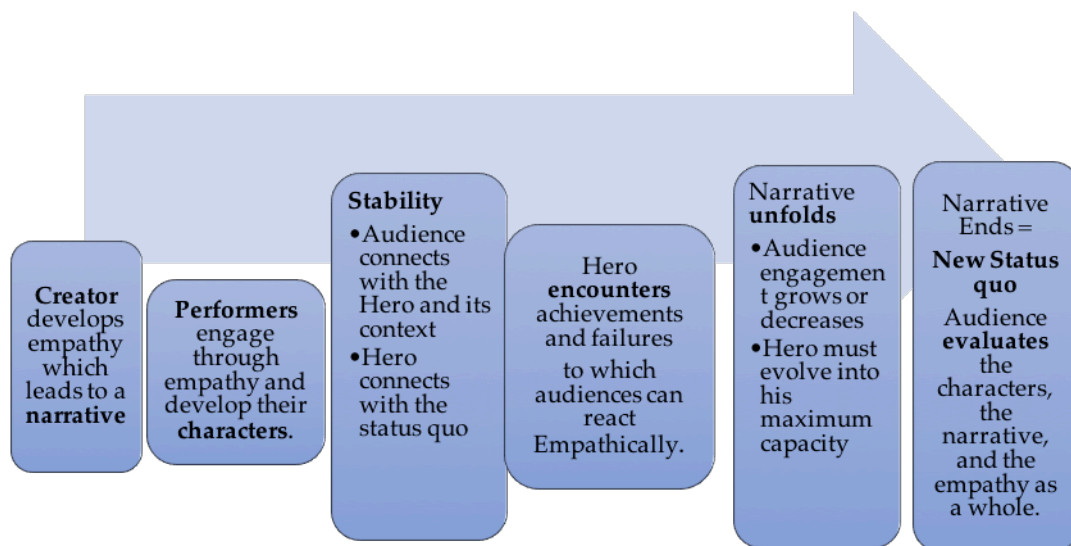 Creator
develops
empathy
which
leads to a
narrative
Performers
engage
through
empathy and
develop their
characters.
Stability
•Audience
connects
with the
Hero and its
context
•Hero
connects
with the
status quo
Hero
encounters
achievements
and failures
to which
audiences can
react
Empathically.
Narrative
unfolds
•Audience
engagemen
t grows or
decreases
•Hero must
evolve into
his
maximum
capacity
Narrative
Ends =
New Status
quo
Audience
evaluates
the
characters,
the
narrative,
and the
empathy as
a whole.